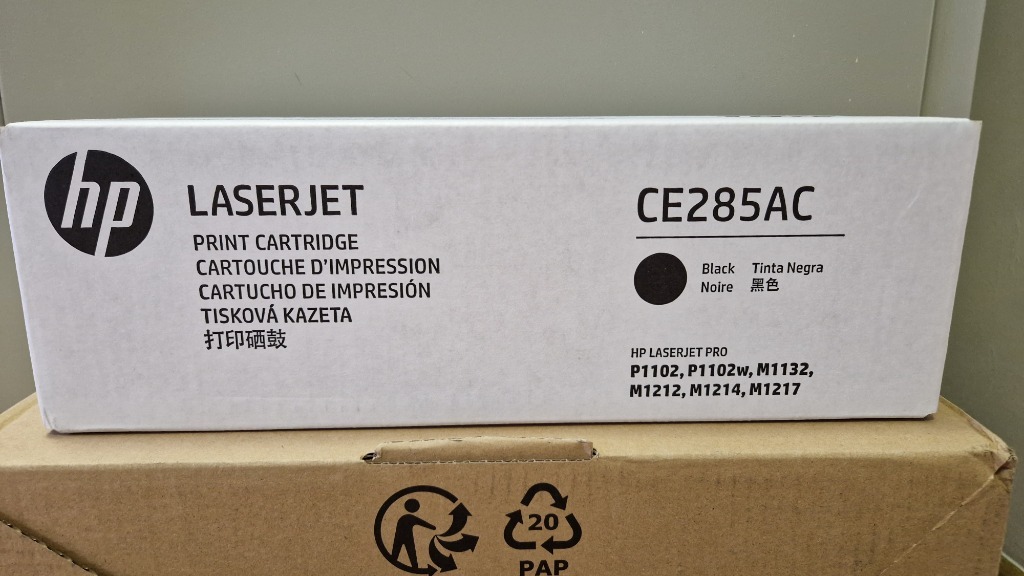 hp
LASERJET
PRINT CARTRIDGE
CARTOUCHE D'IMPRESSION
CARTUCHO DE IMPRESIÓN
TISKOVÁ KAZETA
打印硒鼓
CE285AC
Black Tinta Negra
Noire 黑色
HP LASERJET PRO
P1102, P1102w, M1132,
M1212, M1214, M1217
20
PAP